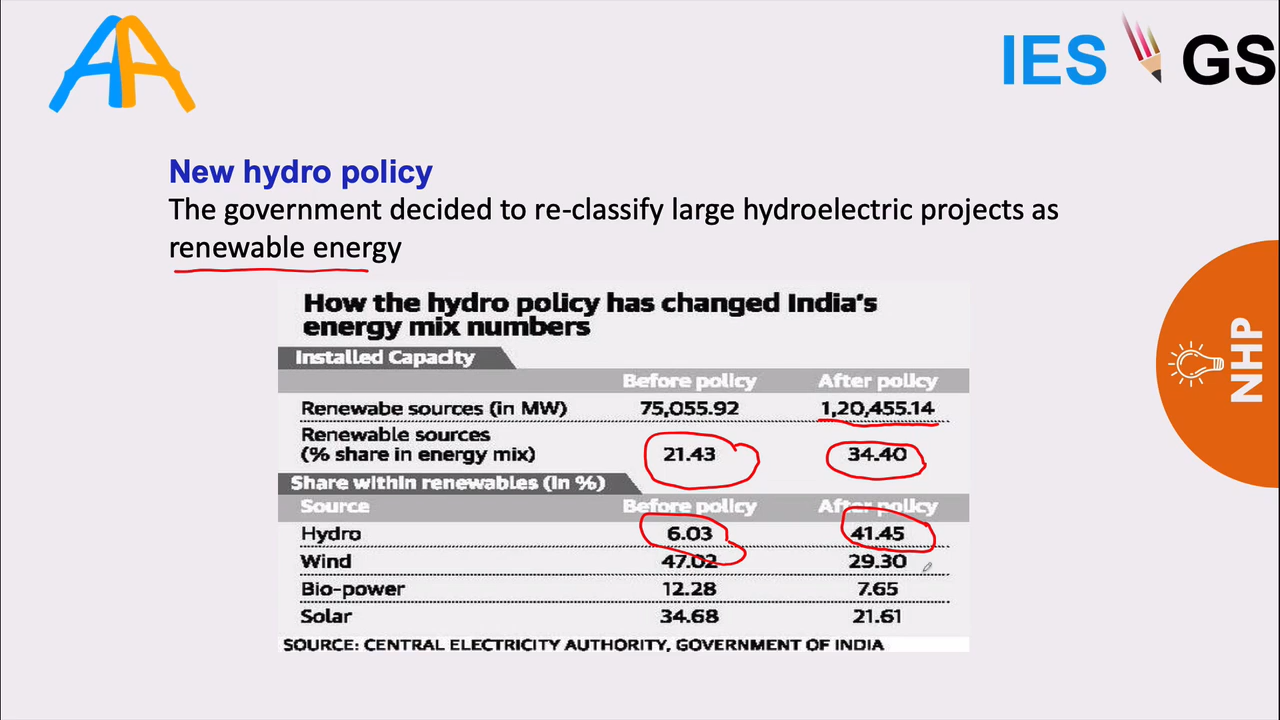 AA
IES GS
New hydro policy
The government decided to re-classify large hydroelectric projects as
renewable energy
How the hydro policy has changed India's
energy mix numbers
Installed Capacity
Before policy After policy
Renewabe sources (in MW) 75,055.92 1,20,455.14
Renewable sources
(% share in energy mix) 21.43 34.40
Share within renewables (in %)
Source Before policy After policy
Hydro 6.03 41.45
Wind 47.02 29.30
Bio-power 12.28 7.65
Solar 34.68 21.61
SOURCE: CENTRAL ELECTRICITY AUTHORITY, GOVERNMENT OF INDIA
NHP